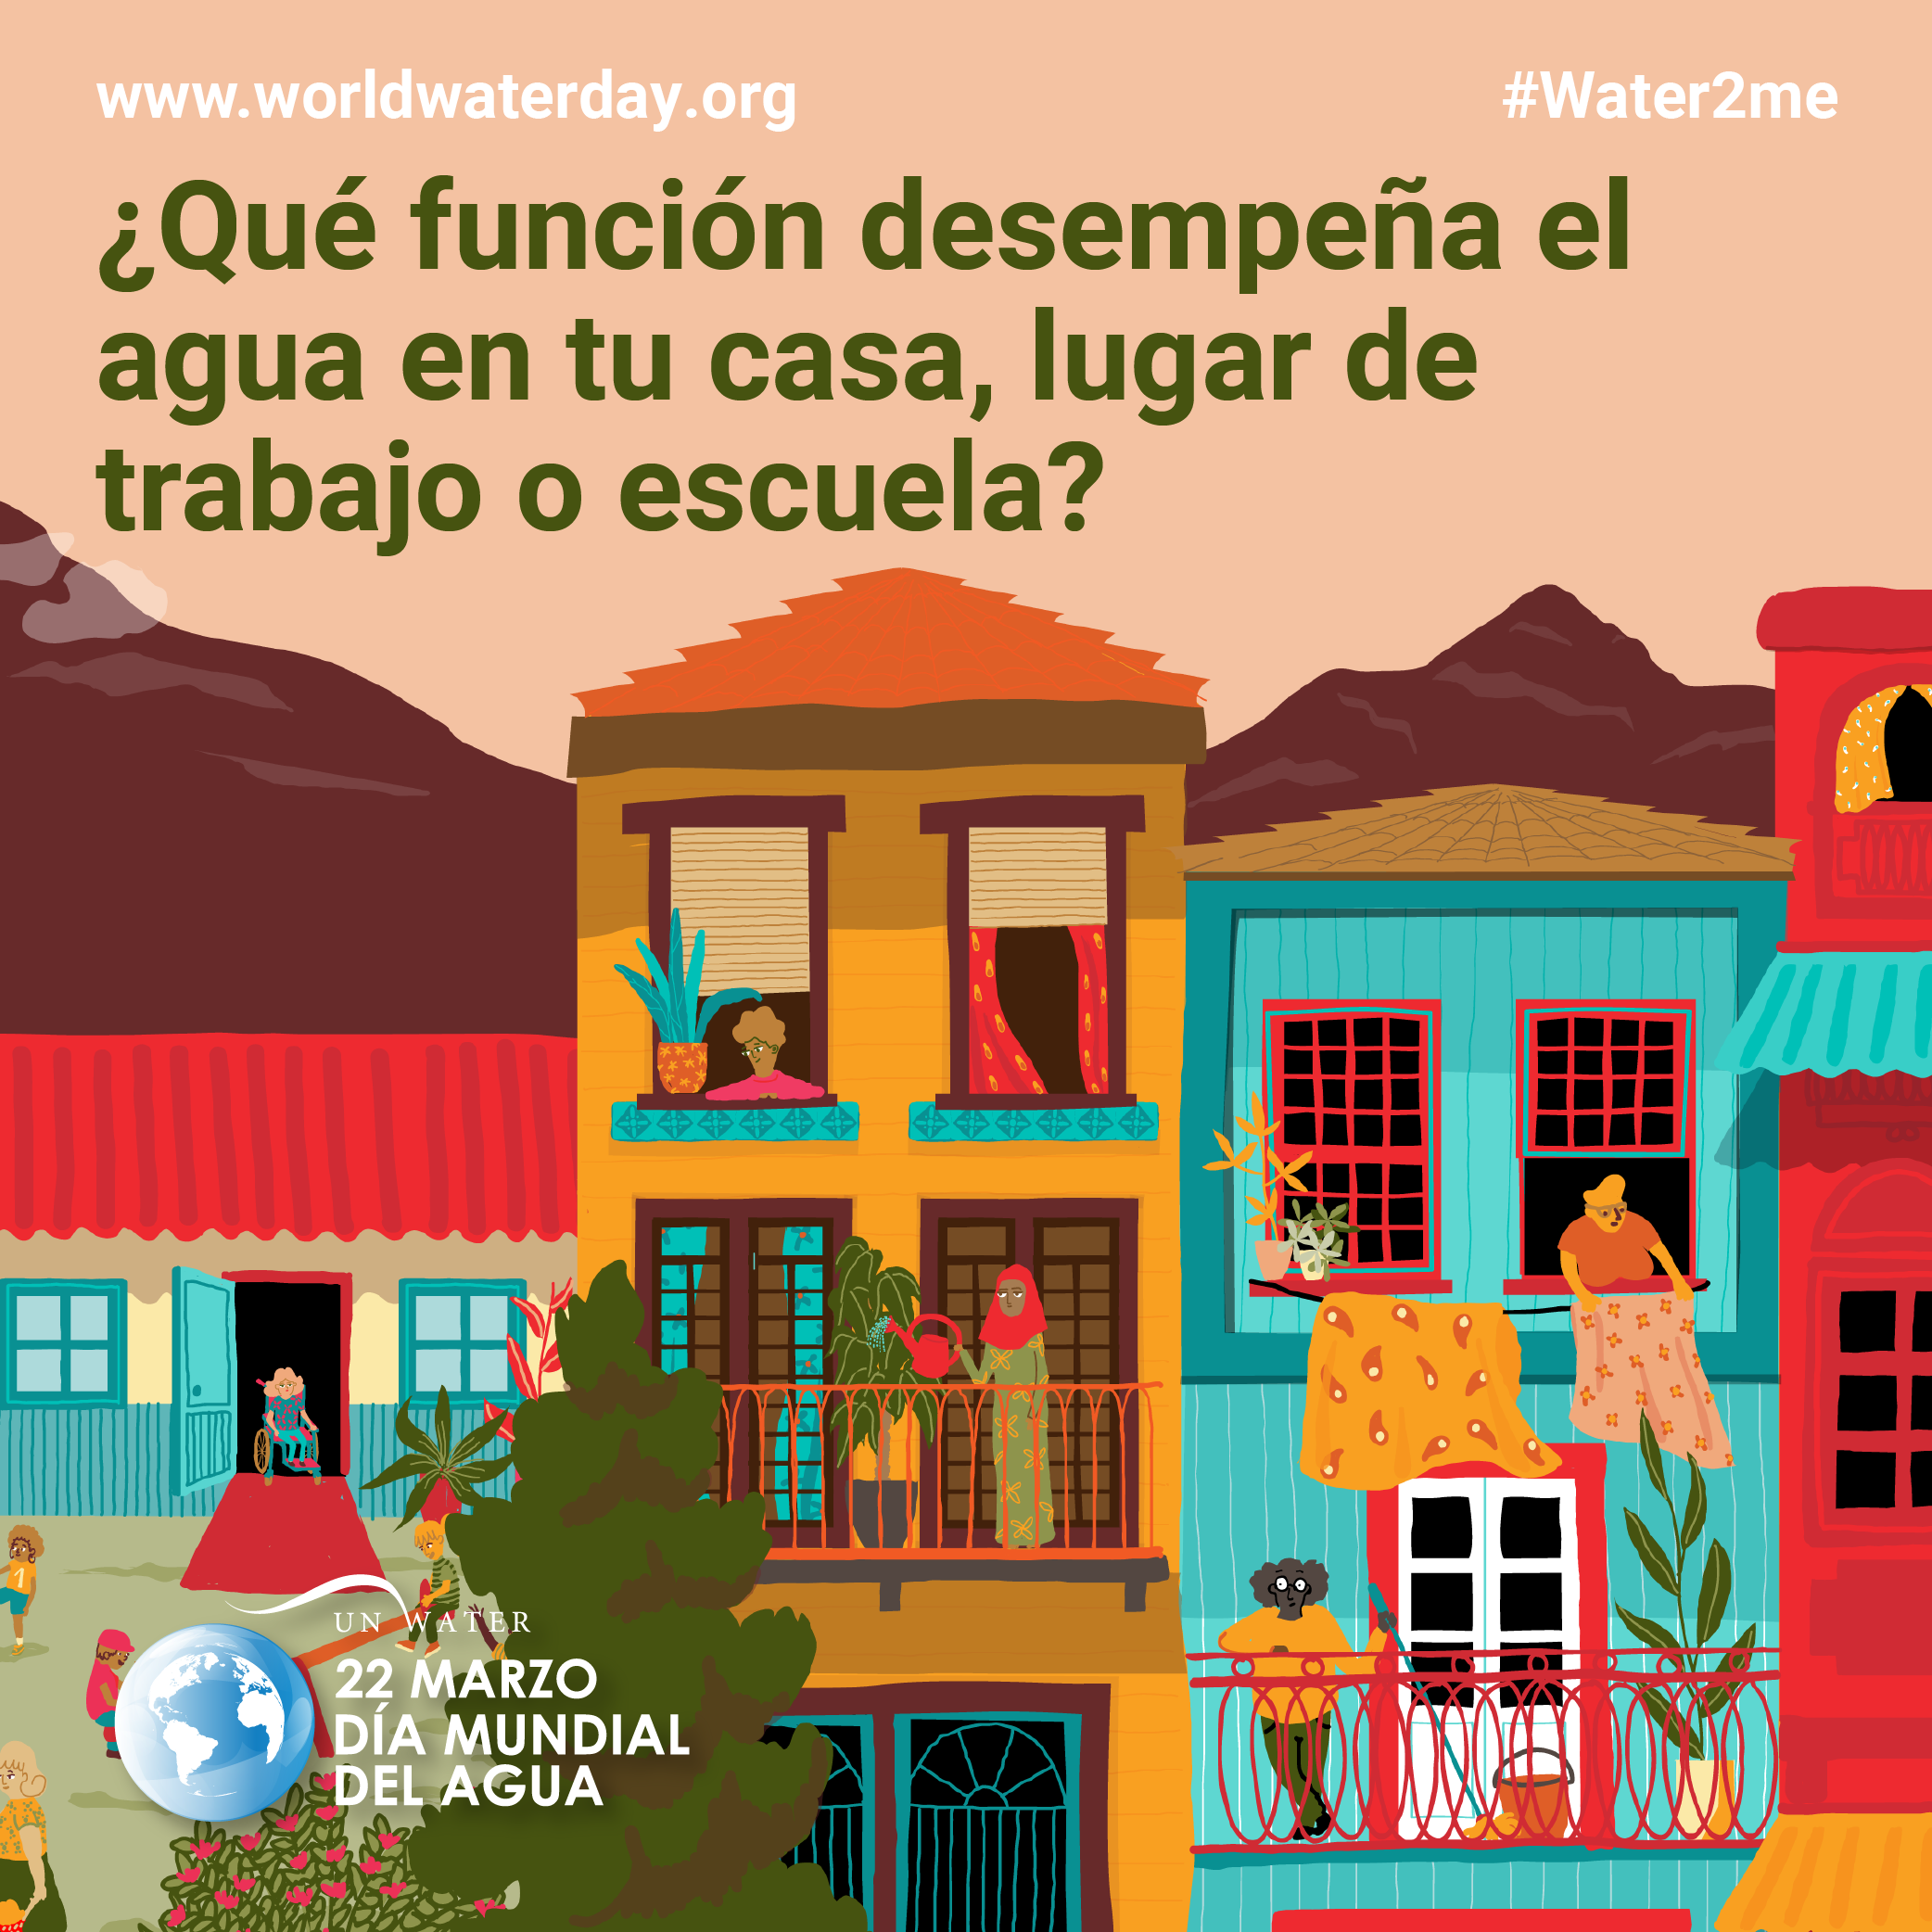 www.worldwaterday.org
#Water2me
¿Qué función desempeña el
agua en tu casa, lugar de
trabajo o escuela?
UN WATER
22 MARZO
DÍA MUNDIAL
DEL AGUA